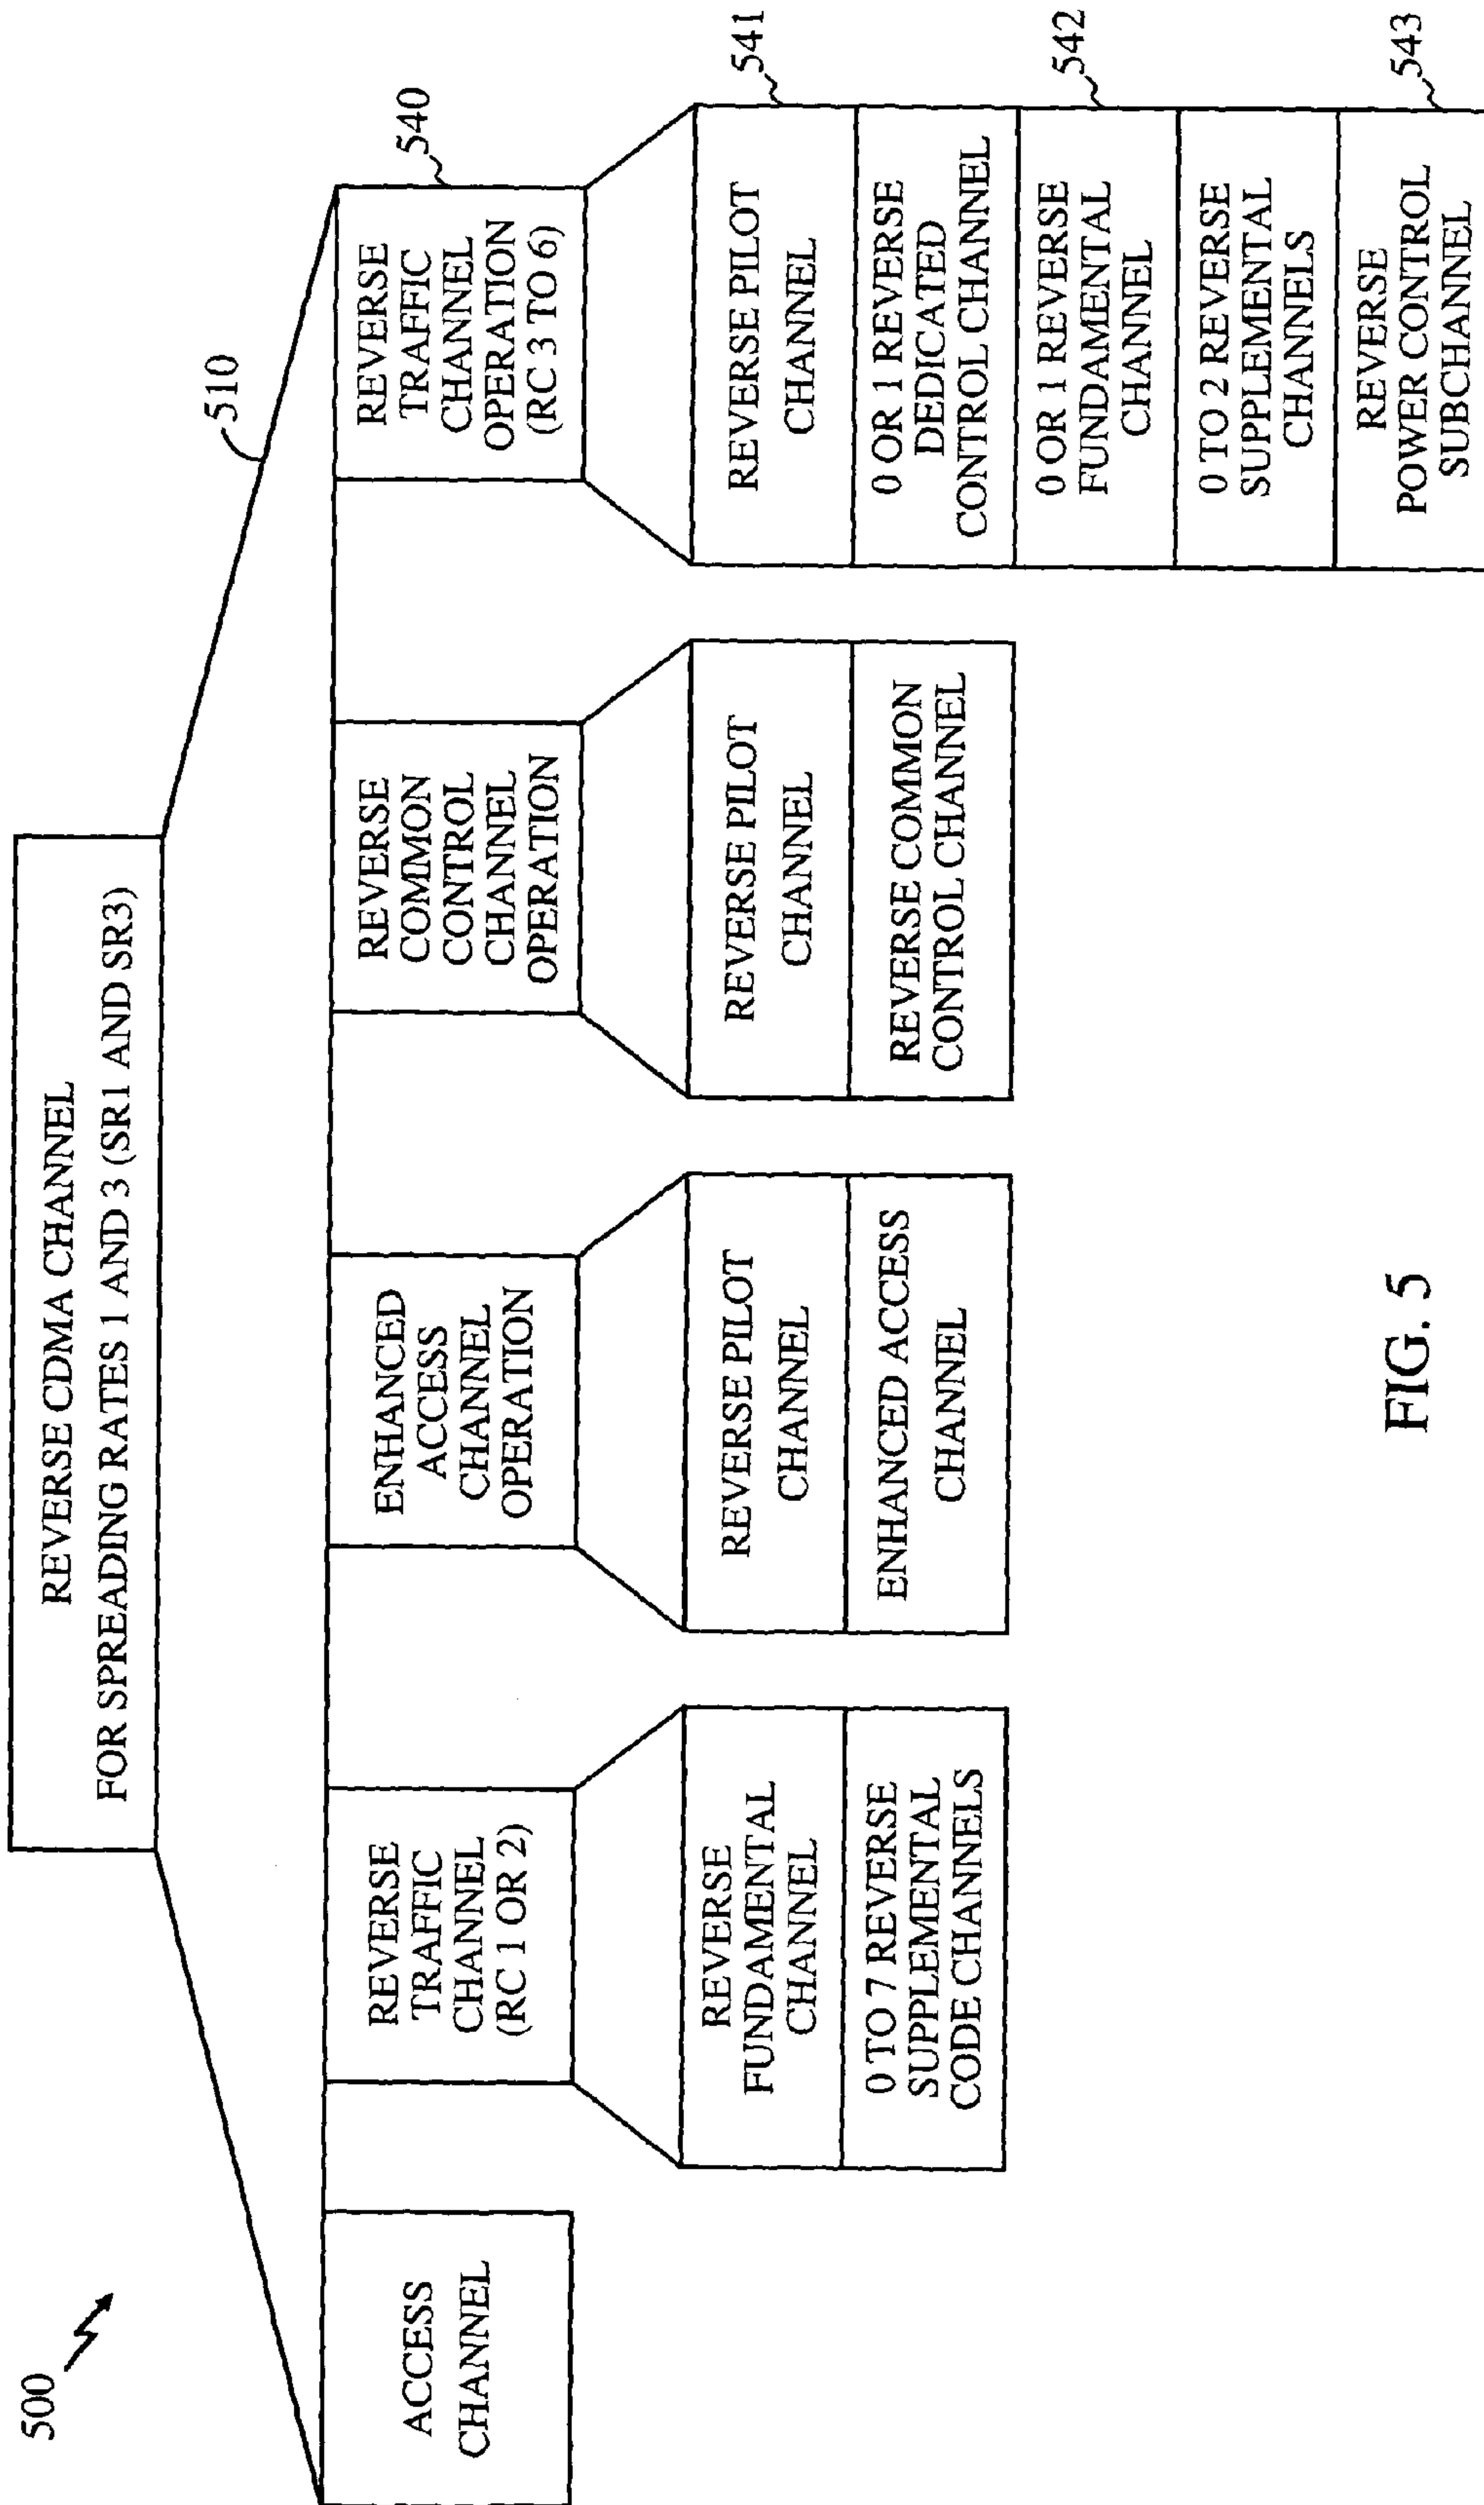 500
REVERSE CDMA CHANNEL
FOR SPREADING RATES 1 AND 3 (SR1 AND SR3)
510
ACCESS
CHANNEL
REVERSE
TRAFFIC
CHANNEL
(RC 1 OR 2)
REVERSE
FUNDAMENTAL
CHANNEL
0 TO 7 REVERSE
SUPPLEMENTAL
CODE CHANNELS
ENHANCED
ACCESS
CHANNEL
OPERATION
REVERSE PILOT
CHANNEL
ENHANCED ACCESS
CHANNEL
REVERSE
COMMON
CONTROL
CHANNEL
OPERATION
REVERSE PILOT
CHANNEL
REVERSE COMMON
CONTROL CHANNEL
REVERSE
TRAFFIC
CHANNEL
OPERATION
(RC 3 TO 6)
540
REVERSE PILOT
CHANNEL
541
0 OR 1 REVERSE
DEDICATED
CONTROL CHANNEL
0 OR 1 REVERSE
FUNDAMENTAL
CHANNEL
542
0 TO 2 REVERSE
SUPPLEMENTAL
CHANNELS
REVERSE
POWER CONTROL
SUBCHANNEL
543
FIG. 5